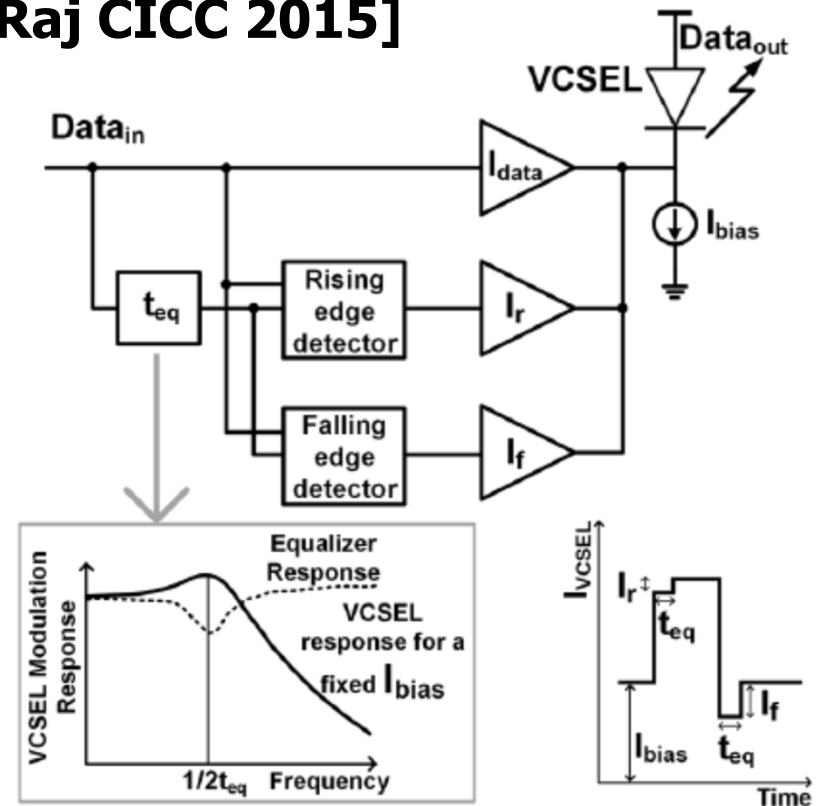 Raj CICC 2015]
Data_out
VCSEL
Data_in
I_data
I_bias
t_eq
Rising
edge
detector
I_r
Falling
edge
detector
I_f
VCSEL Modulation
Response
Equalizer
Response
VCSEL
response for a
fixed I_bias
1/2t_eq Frequency
I_VCSEL
I_r
t_eq
I_f
I_bias
t_eq
Time